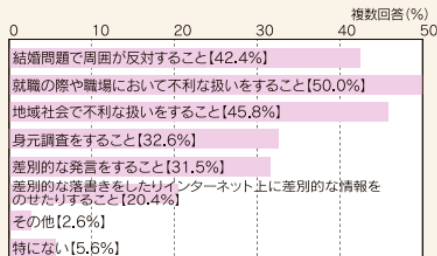 複数回答(%)
0 10 20 30 40 50
結婚問題で周囲が反対すること【42.4%】
就職の際や職場において不利な扱いをすること【50.0%】
地域社会で不利な扱いをすること【45.8%】
身元調査をすること【32.6%】
差別的な発言をすること【31.5%】
差別的な落書きをしたりインターネット上に差別的な情報を
のせたりすること【20.4%】
その他【2.6%】
特にない【5.6%】